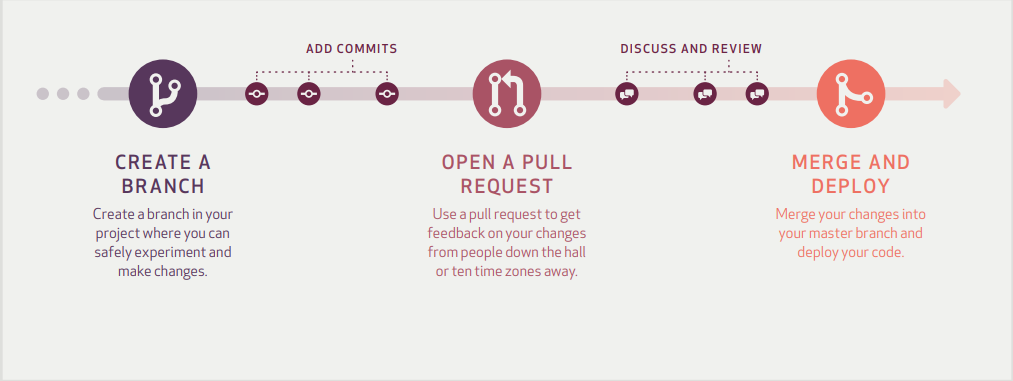 ADD COMMITS
DISCUSS AND REVIEW
CREATE A
BRANCH
Create a branch in your
project where you can
safely experiment and
make changes.
OPEN A PULL
REQUEST
Use a pull request to get
feedback on your changes
from people down the hall
or ten time zones away.
MERGE AND
DEPLOY
Merge your changes into
your master branch and
deploy your code.